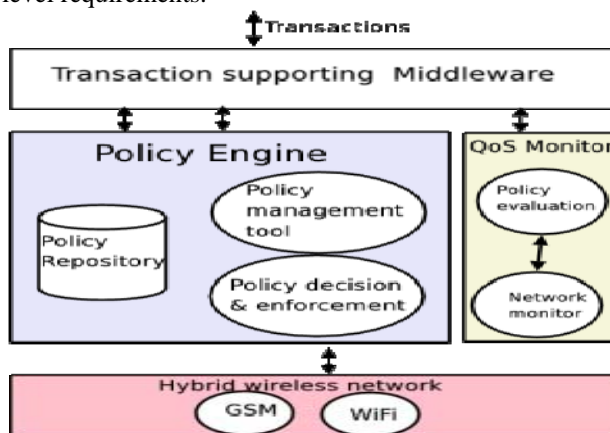 level requirements.
Transactions
Transaction supporting Middleware
Policy Engine
Policy
Repository
Policy
management
tool
Policy decision
& enforcement
QoS Monitor
Policy
evaluation
Network
monitor
Hybrid wireless network
GSM
WiFi